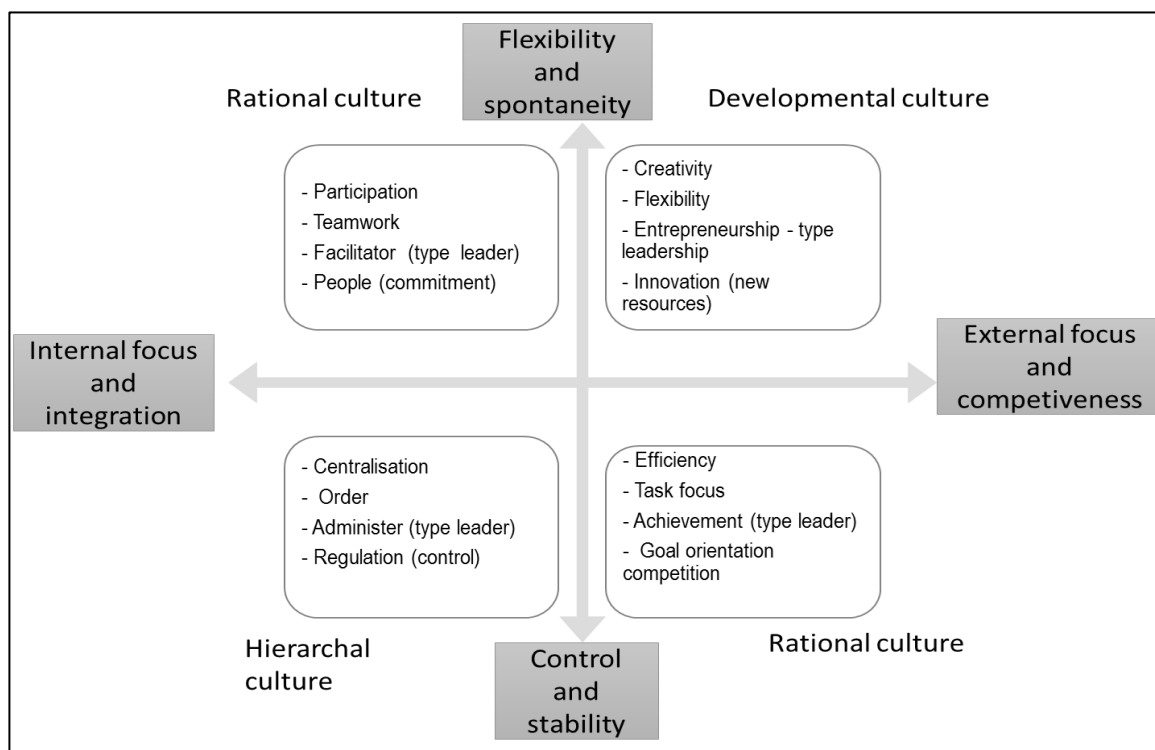 Flexibility
and
spontaneity
Rational culture
Developmental culture
- Participation
- Teamwork
- Facilitator (type leader)
- People (commitment)
- Creativity
- Flexibility
- Entrepreneurship - type
leadership
- Innovation (new
resources)
Internal focus
and
integration
External focus
and
competiveness
- Centralisation
- Order
- Administer (type leader)
- Regulation (control)
- Efficiency
- Task focus
- Achievement (type leader)
- Goal orientation
competition
Hierarchal
culture
Control
and
stability
Rational culture